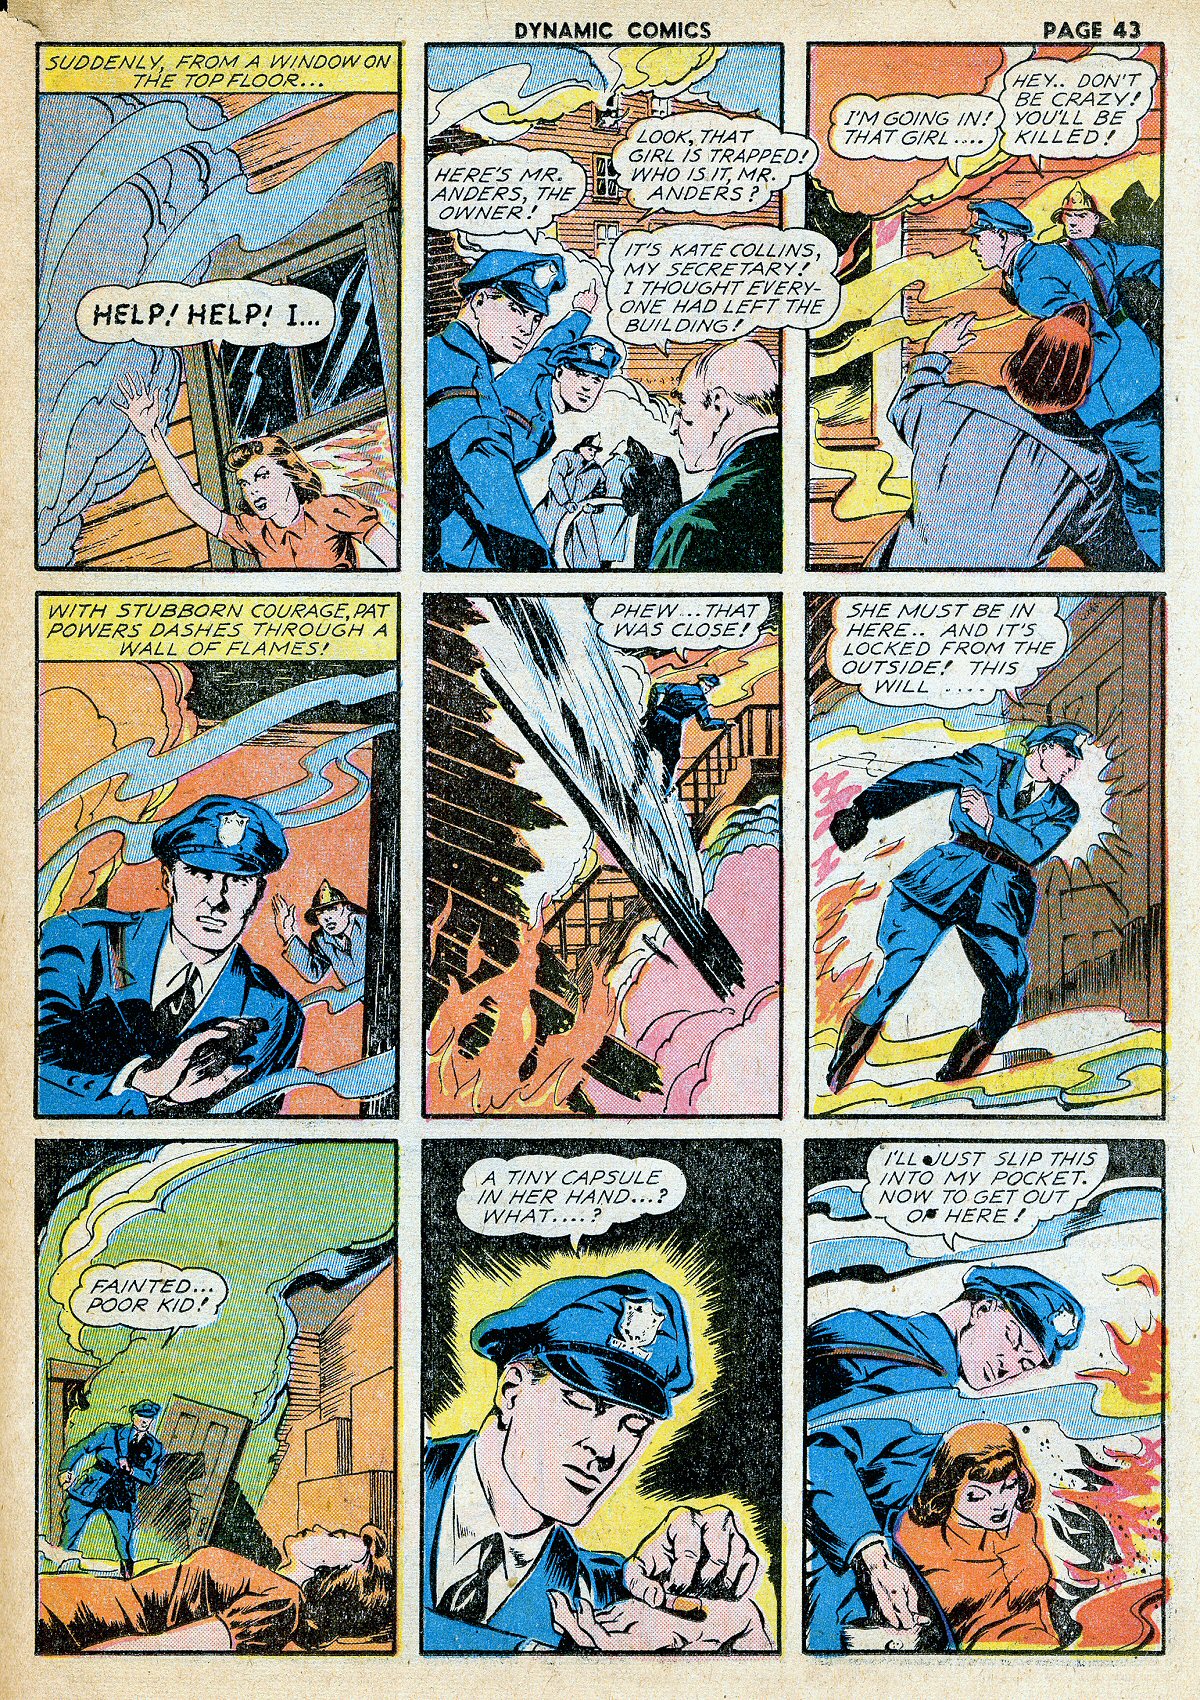 DYNAMIC COMICS
PAGE 43
SUDDENLY, FROM A WINDOW ON
THE TOP FLOOR...
HELP! HELP! I...
HERE'S MR.
ANDERS, THE
OWNER!
LOOK, THAT
GIRL IS TRAPPED!
WHO IS IT, MR.
ANDERS?
IT'S KATE COLLINS,
MY SECRETARY!
I THOUGHT EVERY-
ONE HAD LEFT THE
BUILDING!
I'M GOING IN!
THAT GIRL....
HEY.. DON'T
BE CRAZY!
YOU'LL BE
KILLED!
WITH STUBBORN COURAGE, PAT
POWERS DASHES THROUGH A
WALL OF FLAMES!
PHEW...THAT
WAS CLOSE!
SHE MUST BE IN
HERE.. AND IT'S
LOCKED FROM THE
OUTSIDE! THIS
WILL ....
FAINTED...
POOR KID!
A TINY CAPSULE
IN HER HAND...?
WHAT....?
I'LL JUST SLIP THIS
INTO MY POCKET.
NOW TO GET OUT
OF HERE!